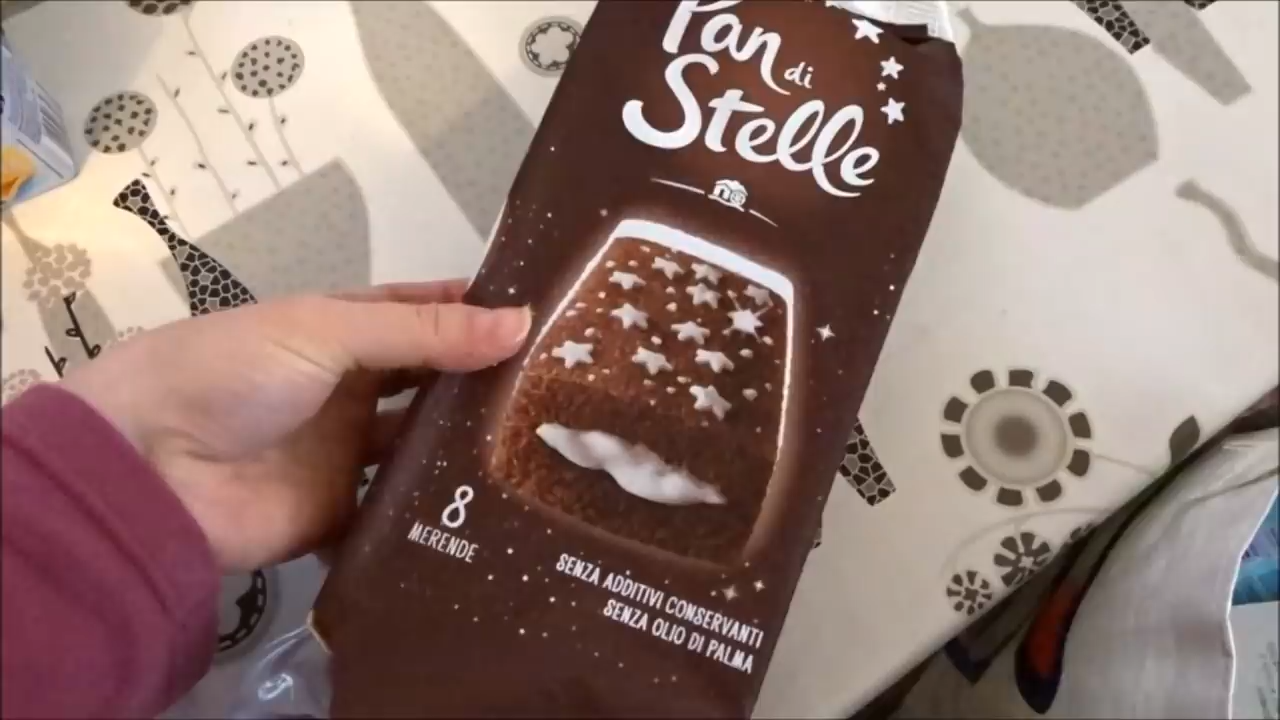 Pan di
Stelle
8
MERENDE
SENZA ADDITIVI CONSERVANTI
SENZA OLIO DI PALMA